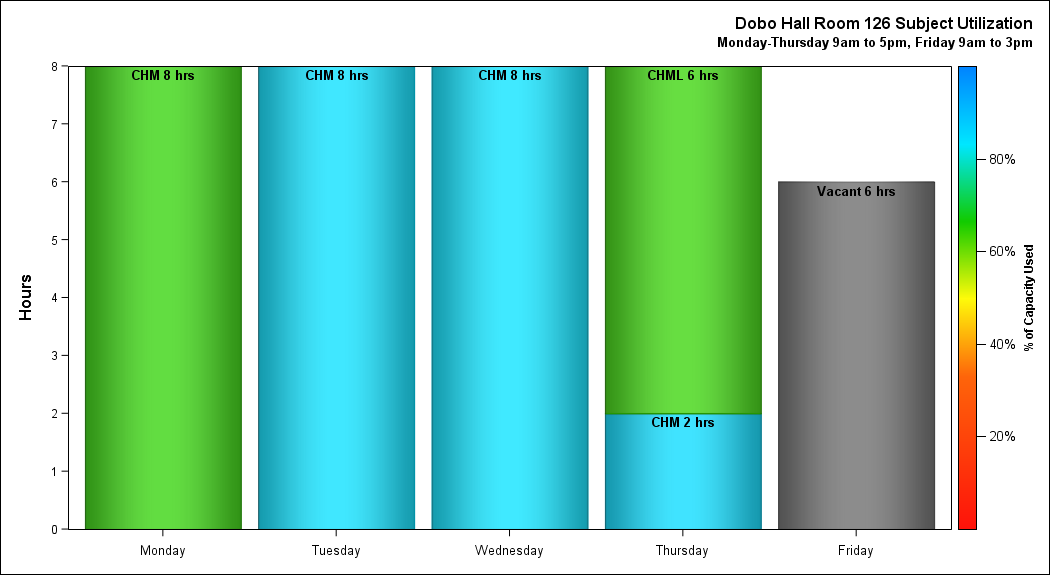 Dobo Hall Room 126 Subject Utilization
Monday-Thursday 9am to 5pm, Friday 9am to 3pm
Hours
8
7
6
5
4
3
2
1
0
CHM 8 hrs
CHM 8 hrs
CHM 8 hrs
CHML 6 hrs
CHM 2 hrs
Vacant 6 hrs
Monday
Tuesday
Wednesday
Thursday
Friday
80%
60%
40%
20%
% of Capacity Used